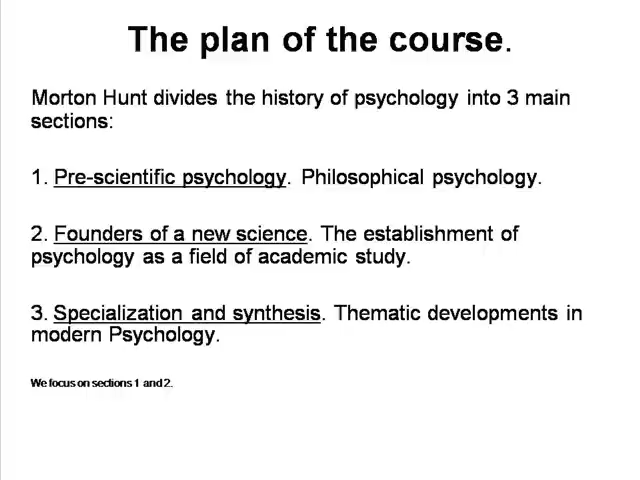 The plan of the course.
Morton Hunt divides the history of psychology into 3 main
sections:
1. Pre-scientific psychology. Philosophical psychology.
2. Founders of a new science. The establishment of
psychology as a field of academic study.
3. Specialization and synthesis. Thematic developments in
modern Psychology.
We focus on sections 1 and 2.